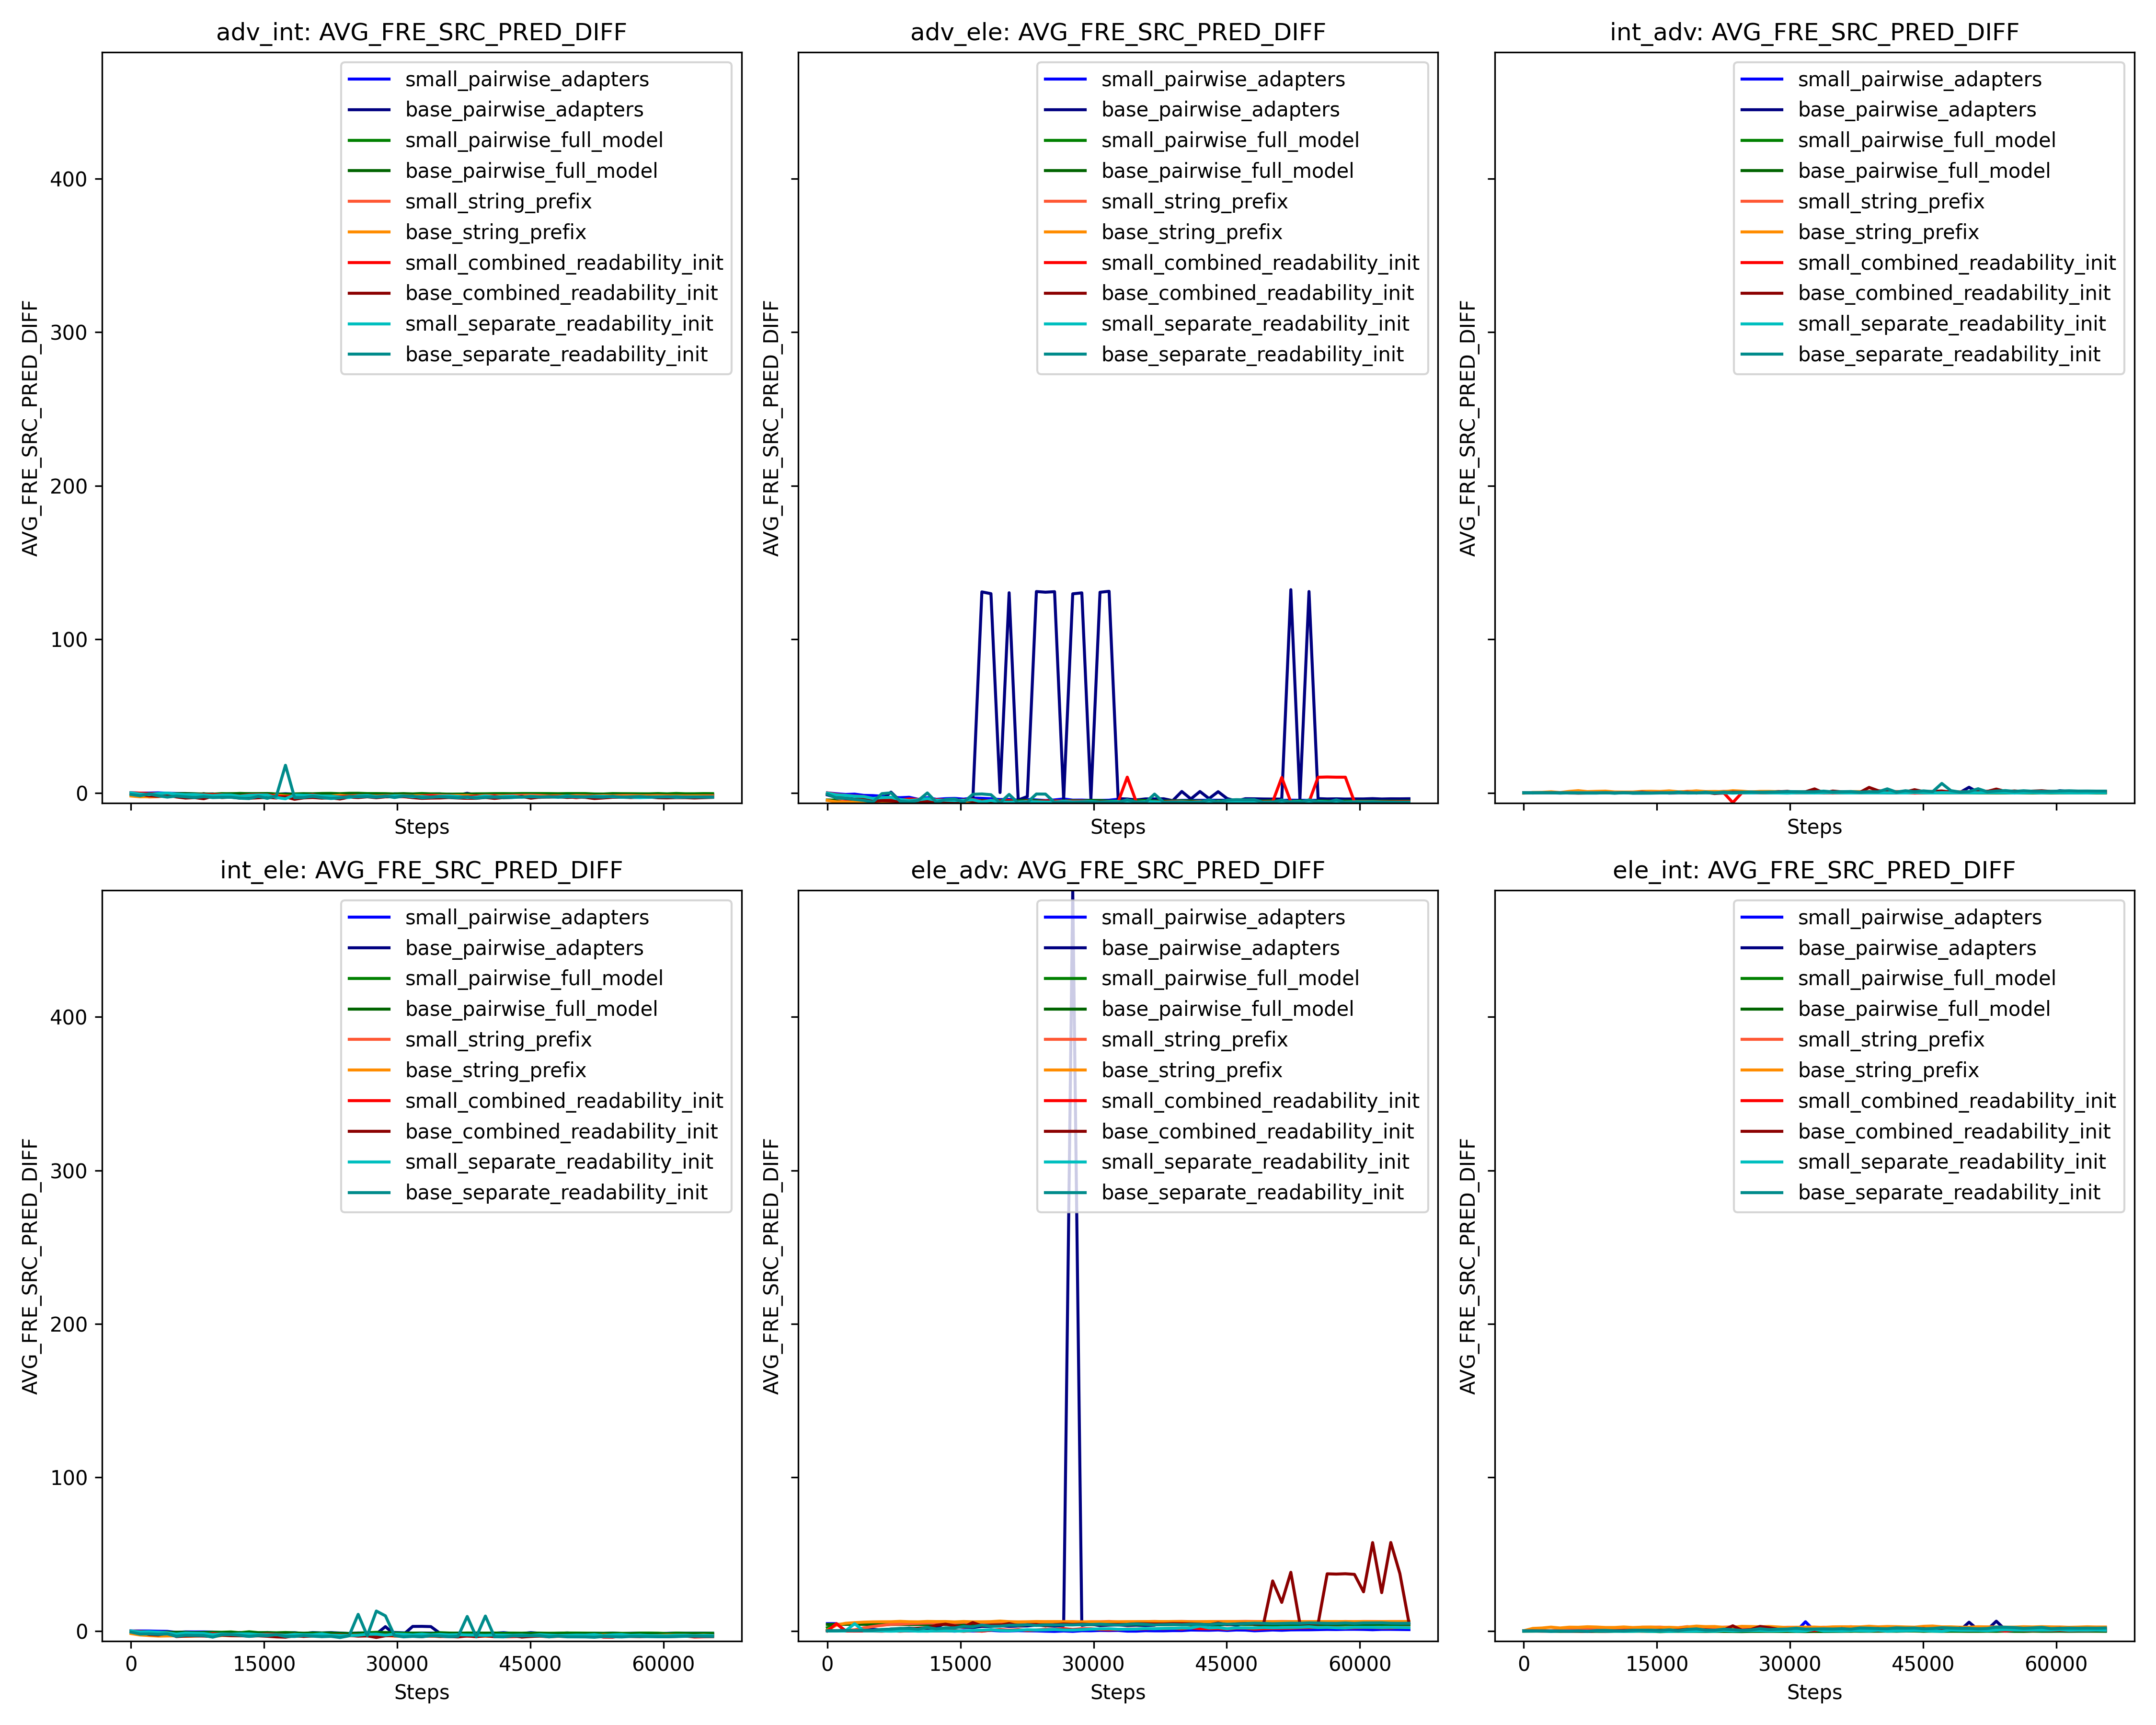 adv_int: AVG_FRE_SRC_PRED_DIFF
AVG_FRE_SRC_PRED_DIFF
400
300
200
100
0
small_pairwise_adapters
base_pairwise_adapters
small_pairwise_full_model
base_pairwise_full_model
small_string_prefix
base_string_prefix
small_combined_readability_init
base_combined_readability_init
small_separate_readability_init
base_separate_readability_init
Steps
adv_ele: AVG_FRE_SRC_PRED_DIFF
AVG_FRE_SRC_PRED_DIFF
small_pairwise_adapters
base_pairwise_adapters
small_pairwise_full_model
base_pairwise_full_model
small_string_prefix
base_string_prefix
small_combined_readability_init
base_combined_readability_init
small_separate_readability_init
base_separate_readability_init
Steps
int_adv: AVG_FRE_SRC_PRED_DIFF
AVG_FRE_SRC_PRED_DIFF
small_pairwise_adapters
base_pairwise_adapters
small_pairwise_full_model
base_pairwise_full_model
small_string_prefix
base_string_prefix
small_combined_readability_init
base_combined_readability_init
small_separate_readability_init
base_separate_readability_init
Steps
int_ele: AVG_FRE_SRC_PRED_DIFF
AVG_FRE_SRC_PRED_DIFF
400
300
200
100
0
small_pairwise_adapters
base_pairwise_adapters
small_pairwise_full_model
base_pairwise_full_model
small_string_prefix
base_string_prefix
small_combined_readability_init
base_combined_readability_init
small_separate_readability_init
base_separate_readability_init
0 15000 30000 45000 60000
Steps
ele_adv: AVG_FRE_SRC_PRED_DIFF
AVG_FRE_SRC_PRED_DIFF
small_pairwise_adapters
base_pairwise_adapters
small_pairwise_full_model
base_pairwise_full_model
small_string_prefix
base_string_prefix
small_combined_readability_init
base_combined_readability_init
small_separate_readability_init
base_separate_readability_init
0 15000 30000 45000 60000
Steps
ele_int: AVG_FRE_SRC_PRED_DIFF
AVG_FRE_SRC_PRED_DIFF
small_pairwise_adapters
base_pairwise_adapters
small_pairwise_full_model
base_pairwise_full_model
small_string_prefix
base_string_prefix
small_combined_readability_init
base_combined_readability_init
small_separate_readability_init
base_separate_readability_init
0 15000 30000 45000 60000
Steps